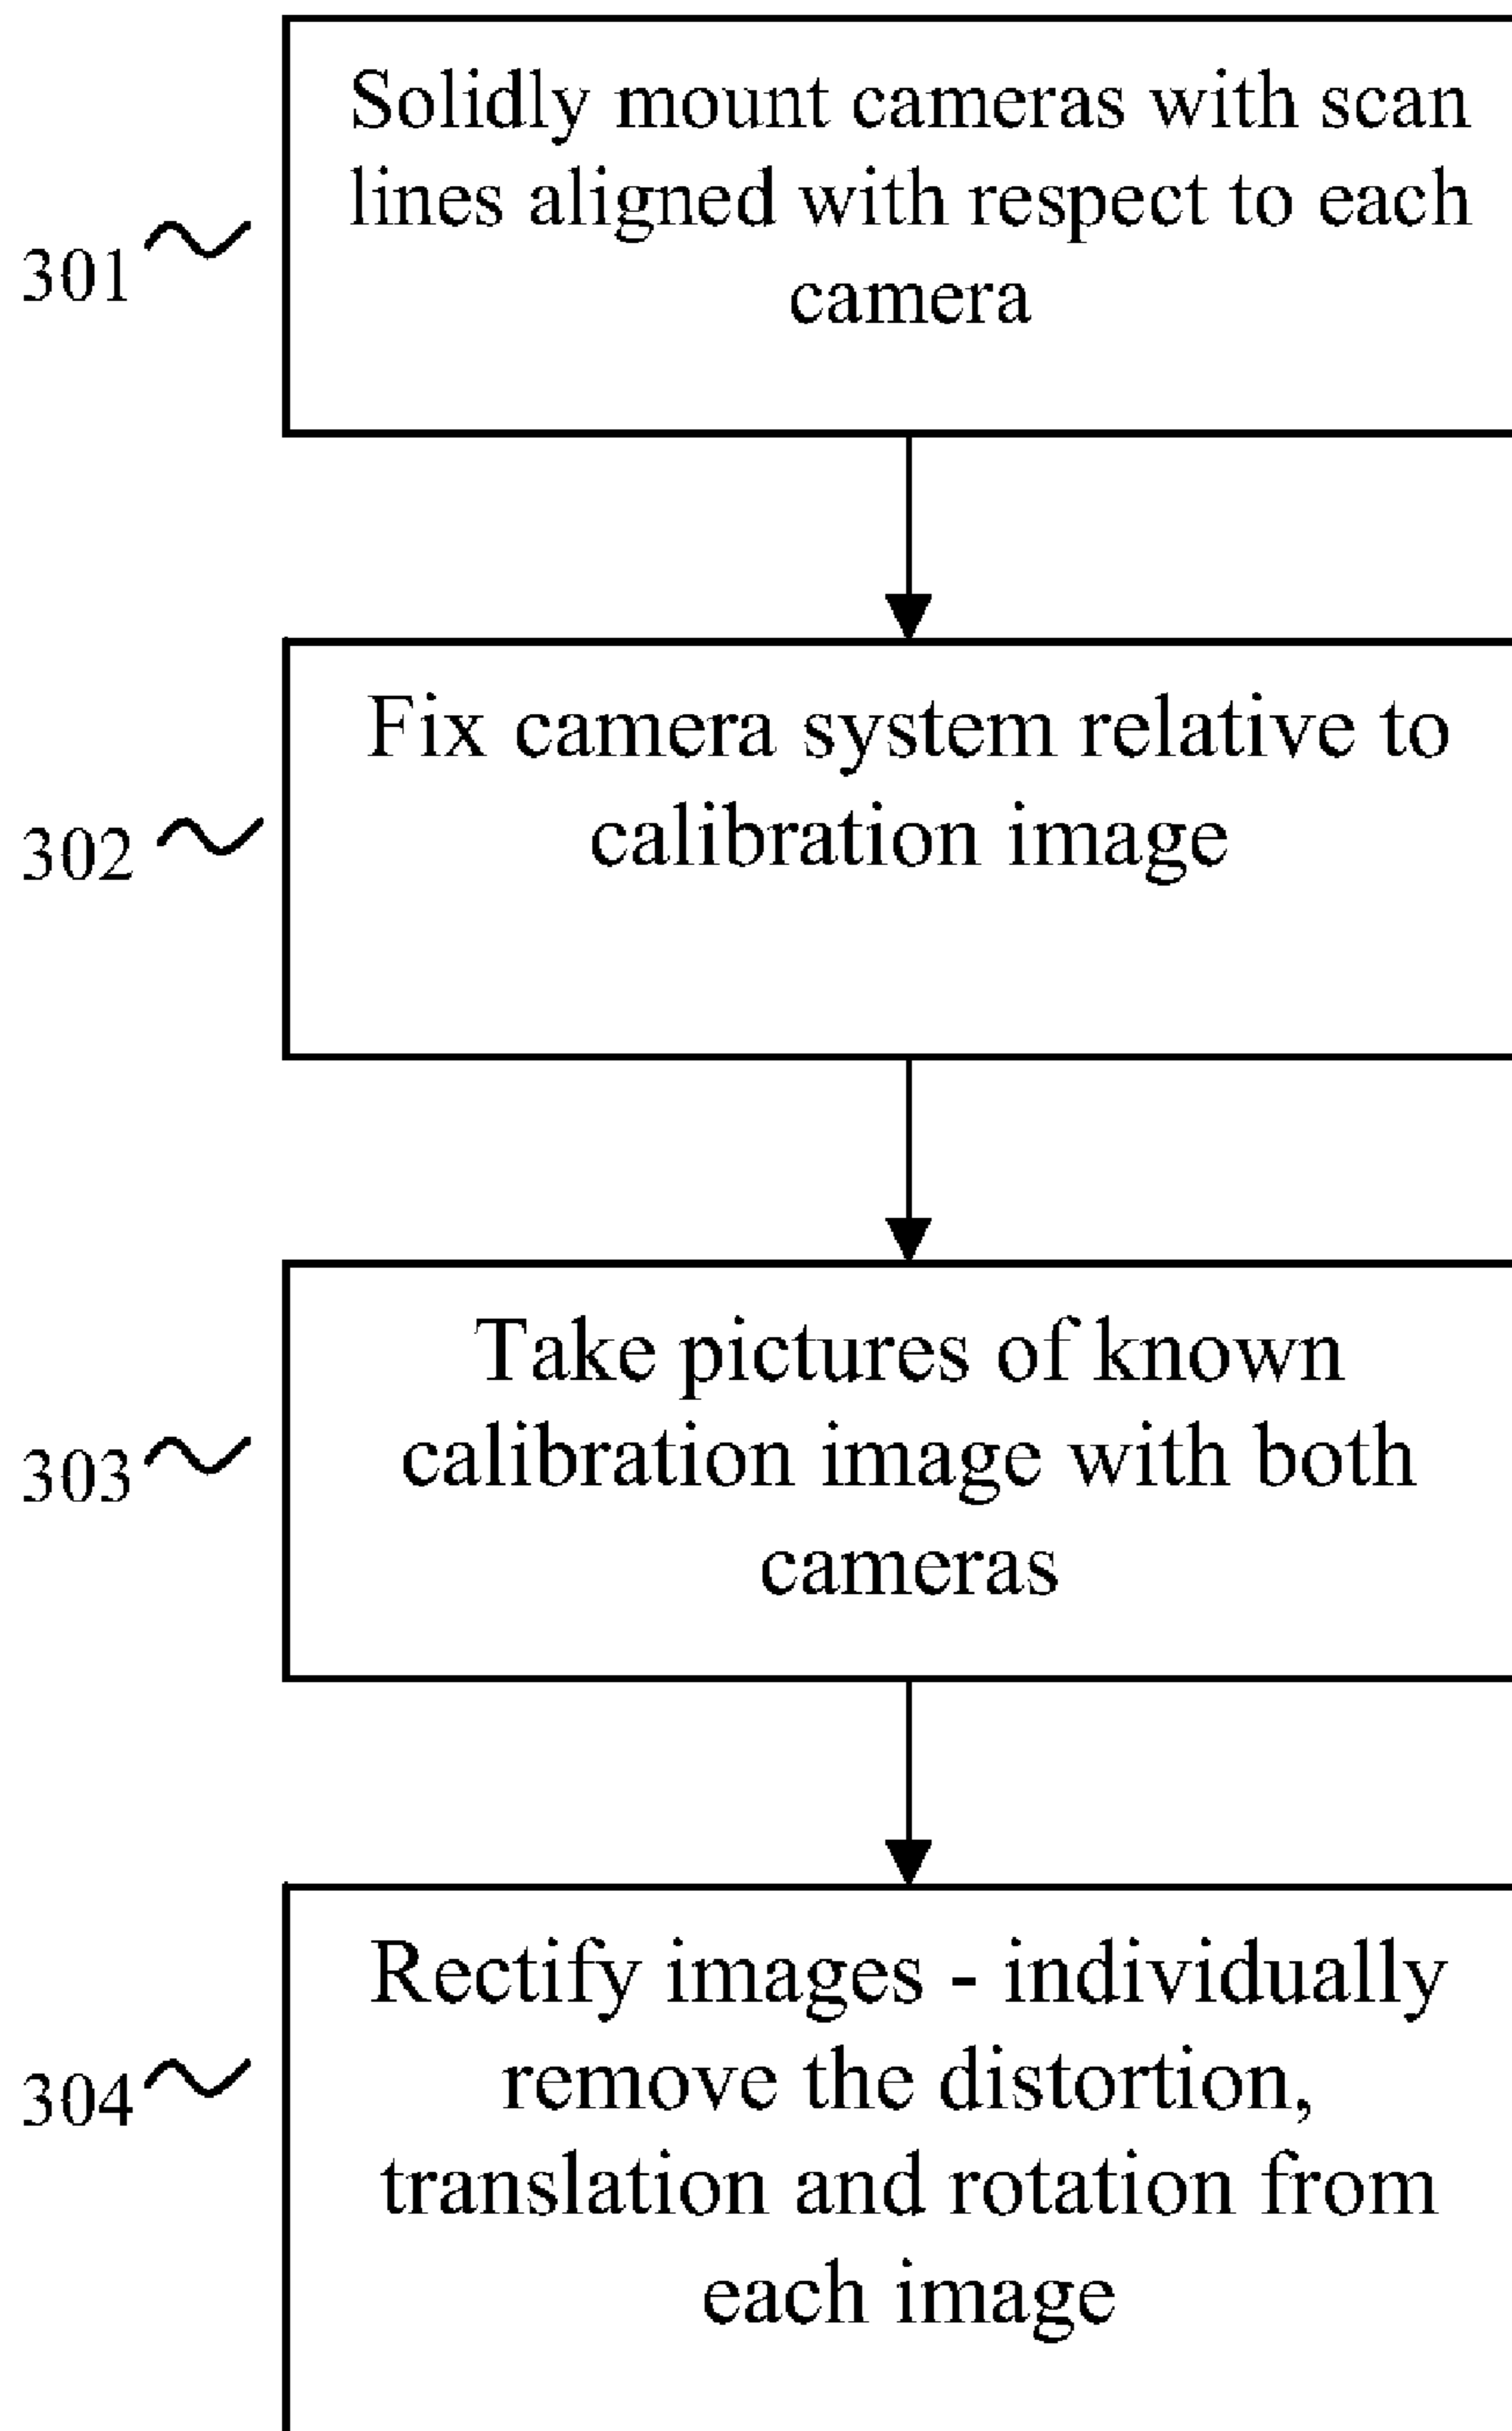 Solidly mount cameras with scan
lines aligned with respect to each
camera
301
Fix camera system relative to
calibration image
302
Take pictures of known
calibration image with both
cameras
303
Rectify images - individually
remove the distortion,
translation and rotation from
each image
304